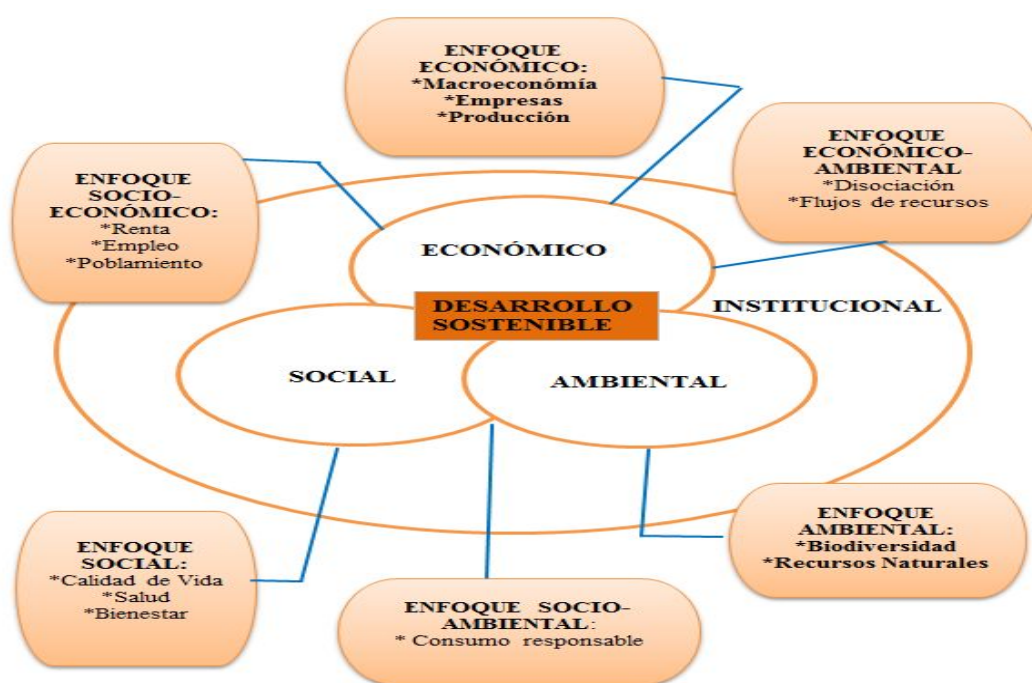 ENFOQUE
ECONÓMICO:
*Macroeconómía
*Empresas
*Producción
ENFOQUE
ECONÓMICO-
AMBIENTAL
*Disociación
*Flujos de recursos
ENFOQUE
SOCIO-
ECONÓMICO:
*Renta
*Empleo
*Poblamiento
ECONÓMICO
DESARROLLO
SOSTENIBLE
INSTITUCIONAL
SOCIAL
AMBIENTAL
ENFOQUE
SOCIAL:
*Calidad de Vida
*Salud
*Bienestar
ENFOQUE SOCIO-
AMBIENTAL:
* Consumo responsable
ENFOQUE
AMBIENTAL:
*Biodiversidad
*Recursos Naturales